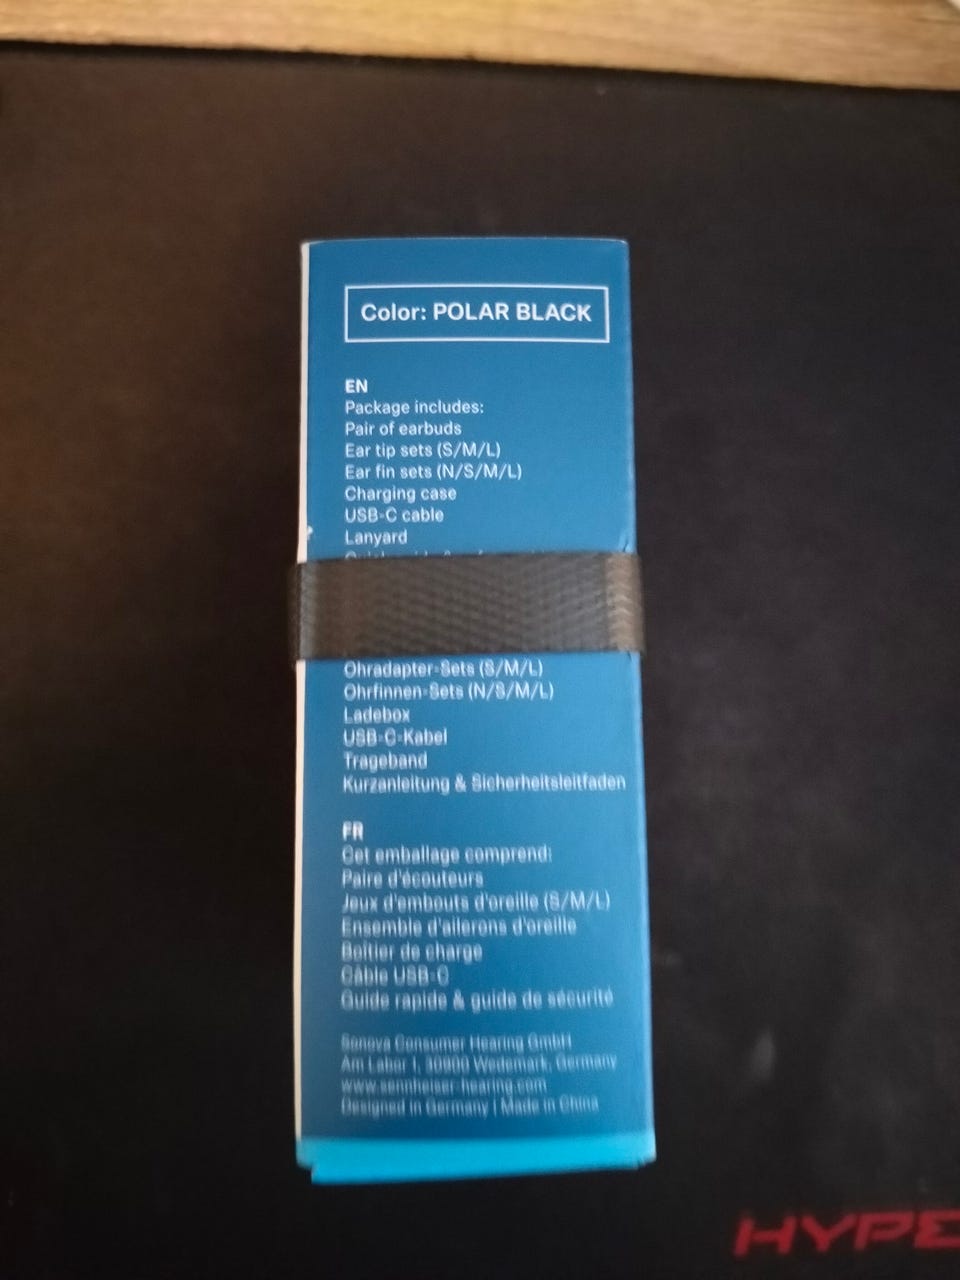 Color: POLAR BLACK
EN
Package includes:
Pair of earbuds
Ear tip sets (S/M/L)
Ear fin sets (N/S/M/L)
Charging case
USB-C cable
Lanyard
Ohradapter-Sets (S/M/L)
Ohrfinnen-Sets (N/S/M/L)
Ladebox
USB-C-Kabel
Trageband
Kurzanleitung & Sicherheitsleitfaden
FR
Cet emballage comprend:
Paire d'écouteurs
Jeux d'embouts d'oreille (S/M/L)
Ensemble d'ailerons d'oreille
Boîtier de charge
Câble USB-C
Guide rapide & guide de sécurité
Sonova Consumer Hearing GmbH
Am Labor 1, 30900 Wedemark, Germany
www.sennheiser-hearing.com
Designed in Germany | Made in China
HYPE